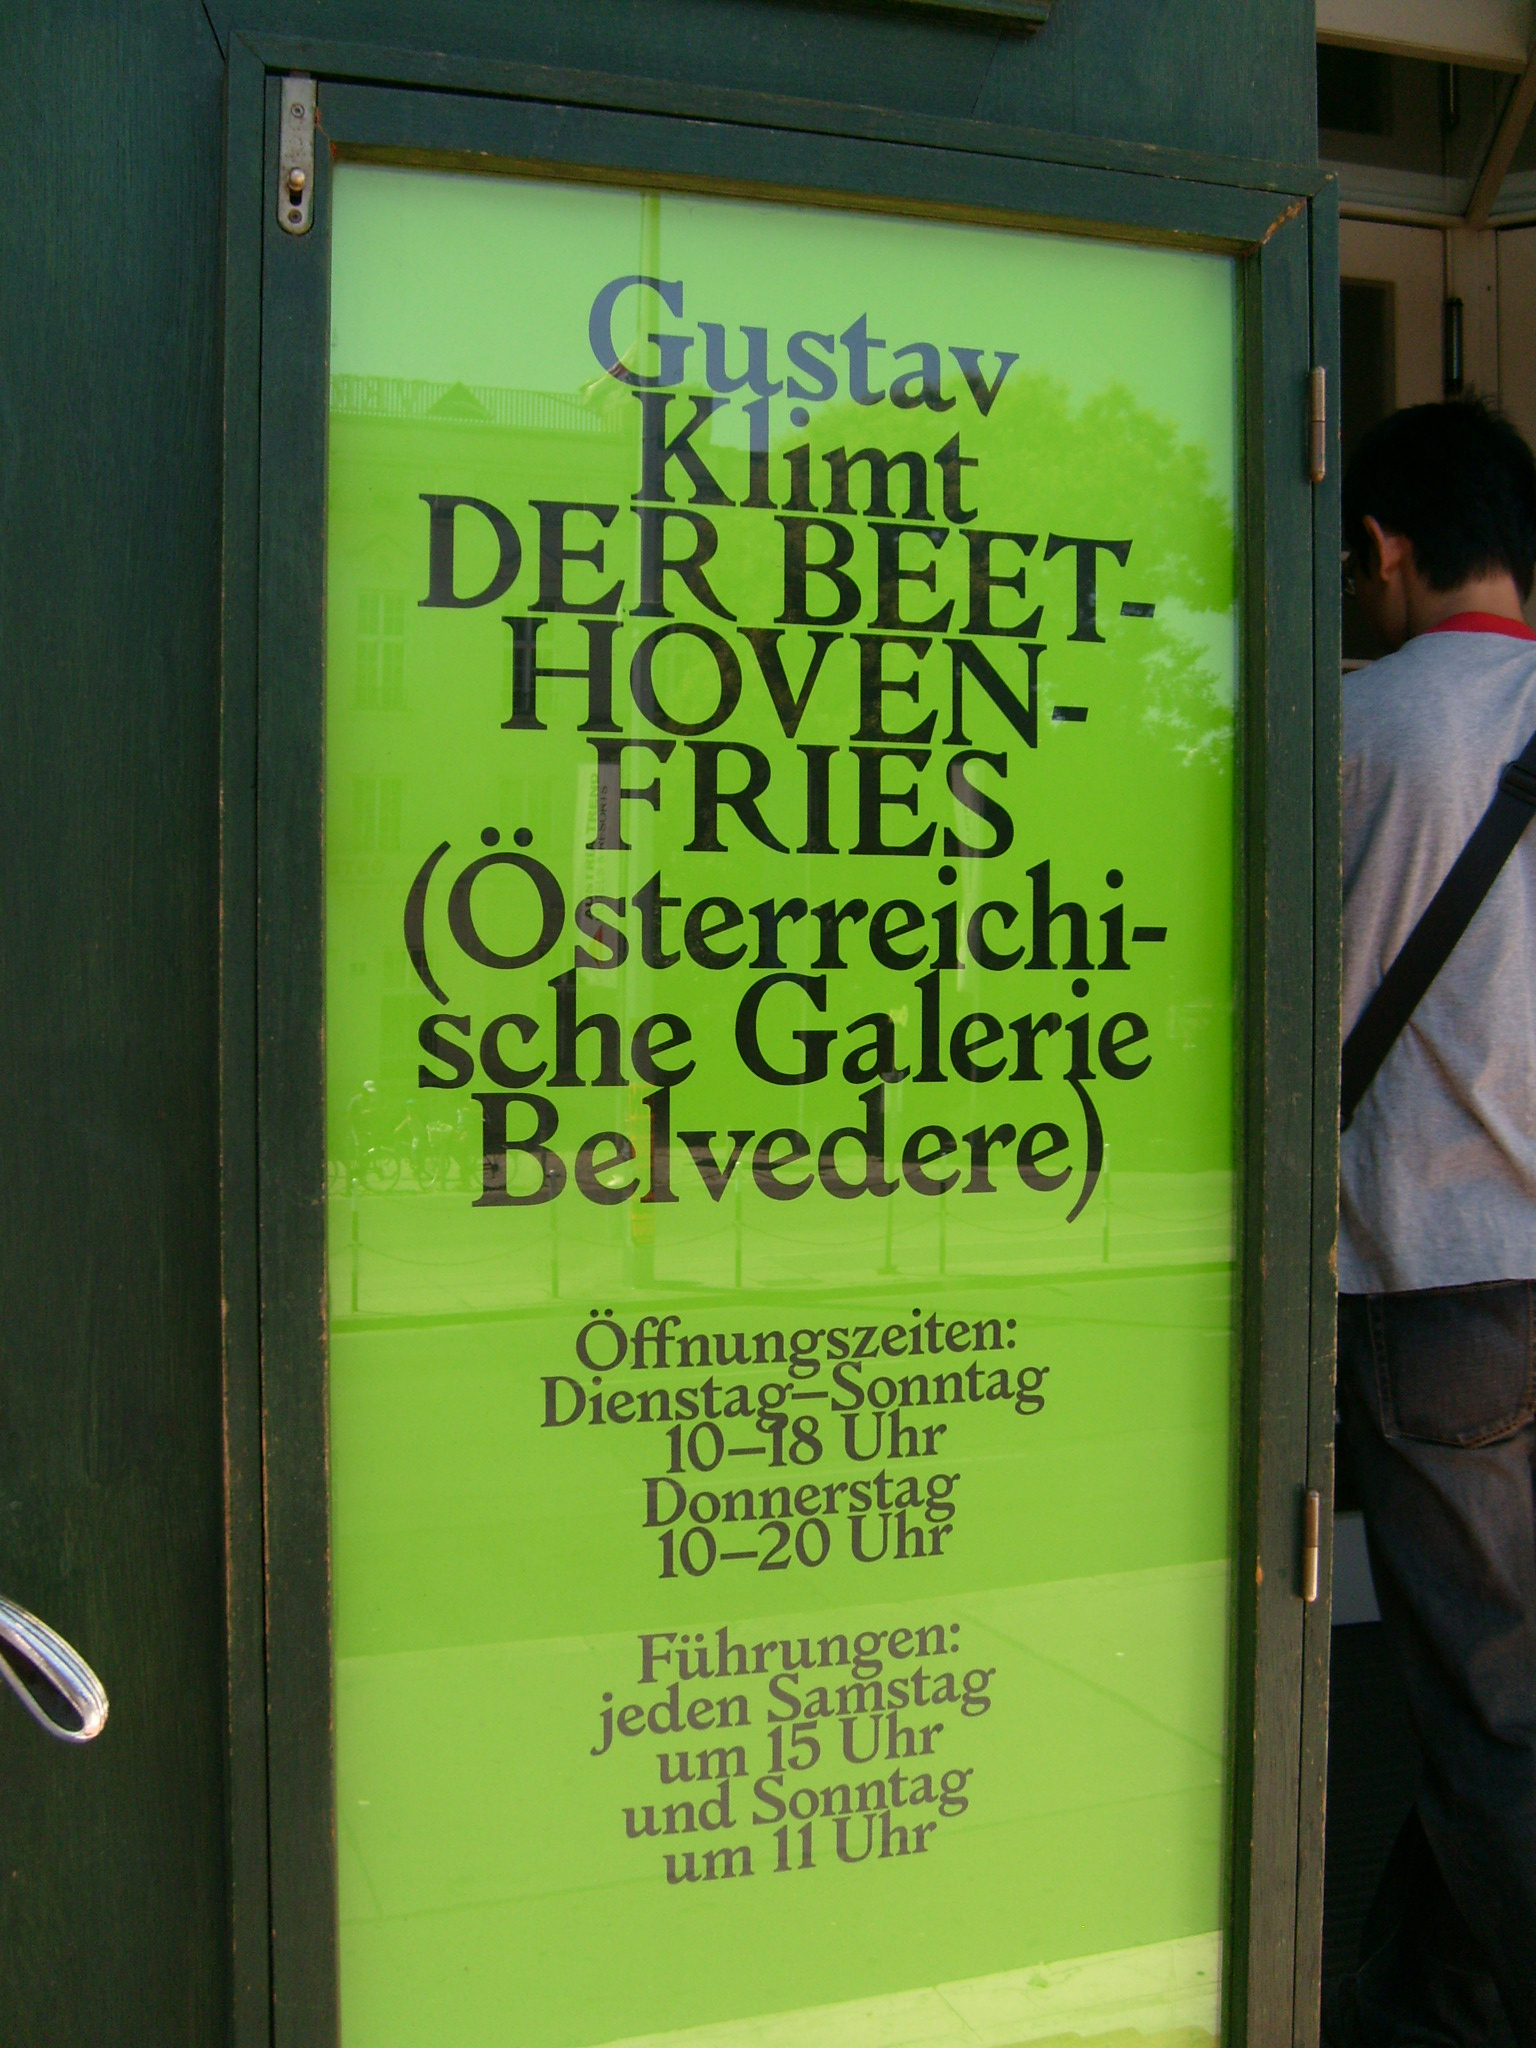 Gustav
Klimt
DER BEET-
HOVEN-
FRIES
(Österreichi-
sche Galerie
Belvedere)
Öffnungszeiten:
Dienstag–Sonntag
10–18 Uhr
Donnerstag
10–20 Uhr
Führungen:
jeden Samstag
um 15 Uhr
und Sonntag
um 11 Uhr